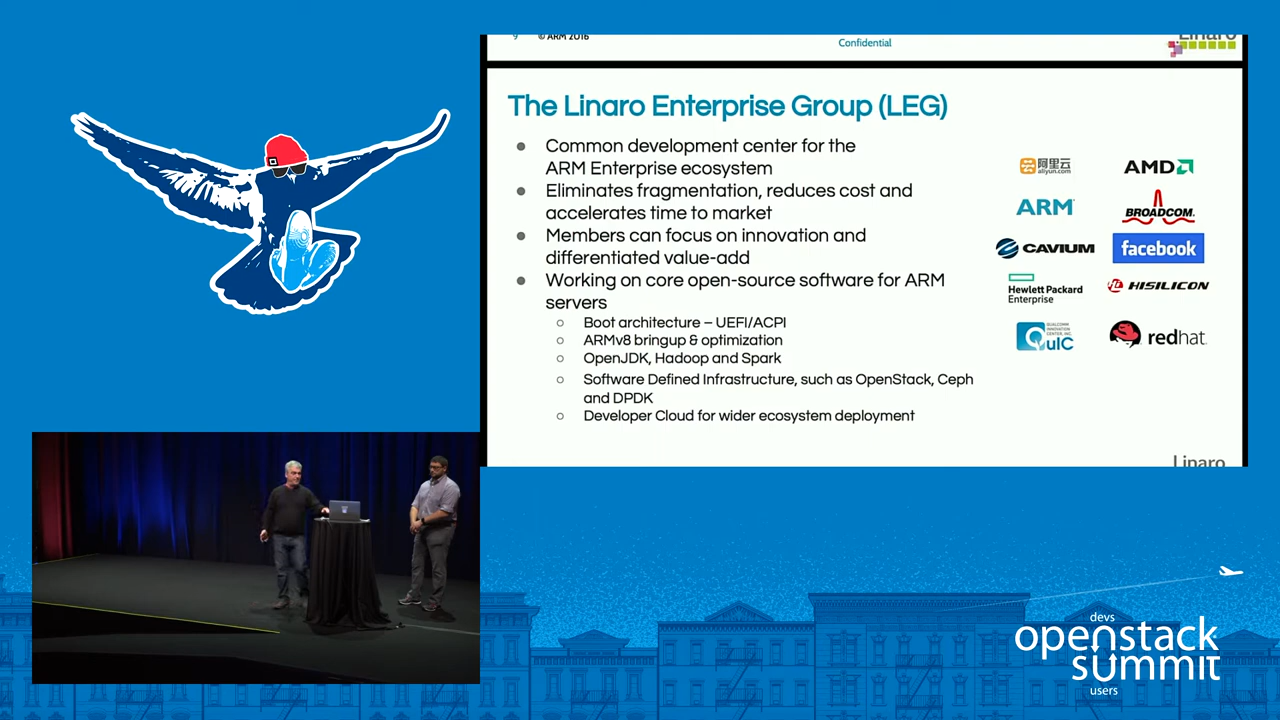 9 © ARM 2016
Confidential
Linaro
The Linaro Enterprise Group (LEG)
Common development center for the
ARM Enterprise ecosystem
Eliminates fragmentation, reduces cost and
accelerates time to market
Members can focus on innovation and
differentiated value-add
Working on core open-source software for ARM
servers
Boot architecture – UEFI/ACPI
ARMv8 bringup & optimization
OpenJDK, Hadoop and Spark
Software Defined Infrastructure, such as OpenStack, Ceph
and DPDK
Developer Cloud for wider ecosystem deployment
阿里云
aliyun.com
AMD
ARM
BROADCOM.
CAVIUM
facebook
Hewlett Packard
Enterprise
HISILICON
QUALCOMM
INNOVATION
CENTER, INC.
QuIC
redhat.
Linaro
devs
openstack
summit
users